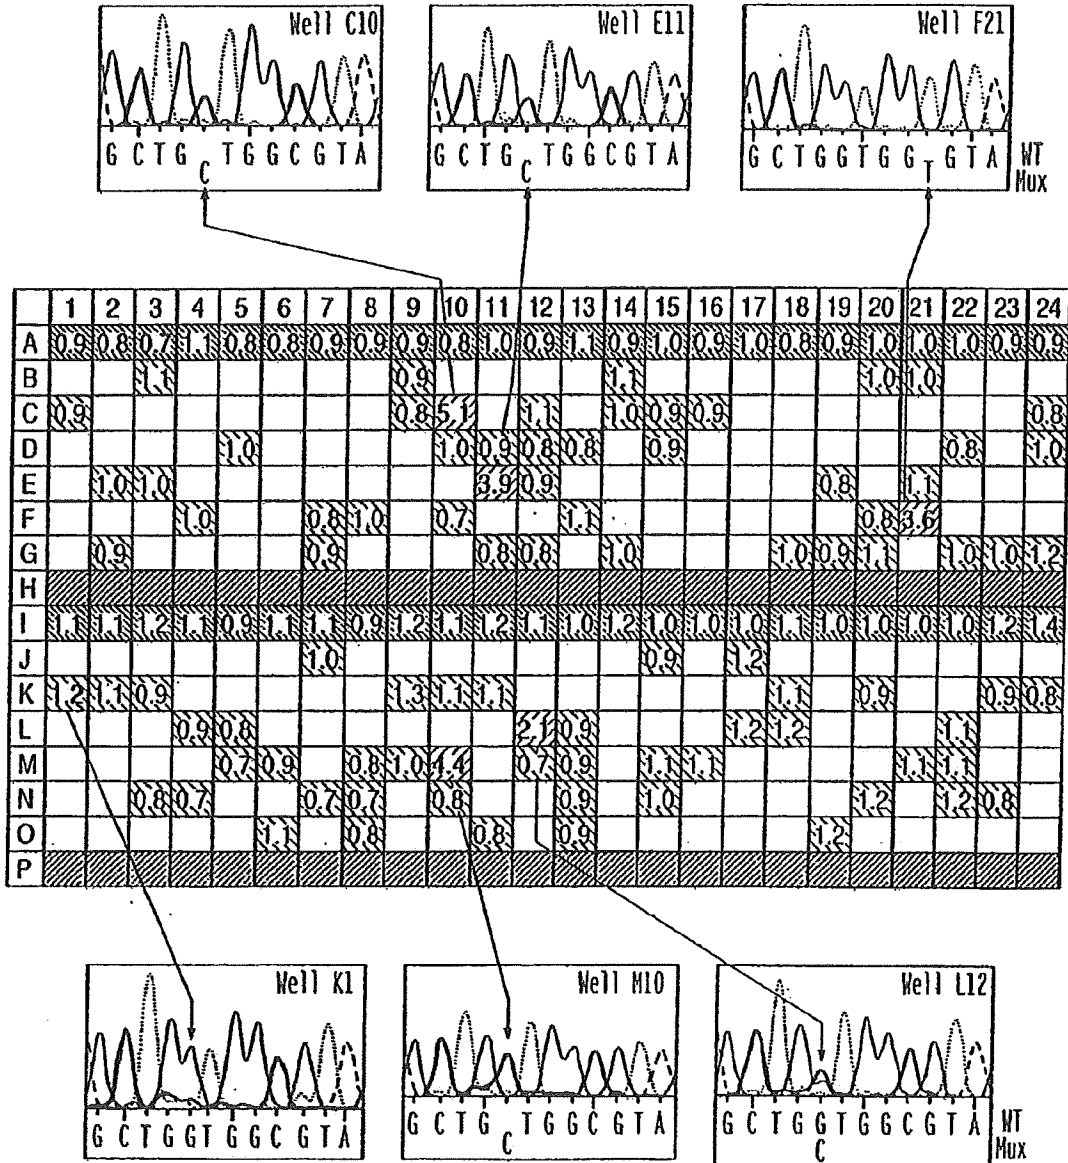 Well C10
G C T G C T G G C G T A
Well E11
G C T G C T G G C G T A
Well F21
G C T G G T G G T G T A
WT
Mux
1 2 3 4 5 6 7 8 9 10 11 12 13 14 15 16 17 18 19 20 21 22 23 24
A 0.9 0.8 0.7 1.1 0.8 0.8 0.9 0.9 0.9 0.8 1.0 0.9 1.1 0.9 1.0 0.9 1.0 0.8 0.9 1.0 1.0 1.0 0.9 0.9
B 1.1 0.9 1.1 1.0 1.0
C 0.9 0.8 5.1 1.1 1.0 0.9 0.9 0.8
D 1.0 1.0 0.9 0.8 0.8 0.9 0.8 1.0
E 1.0 1.0 3.9 0.9 0.8 1.1
F 1.0 0.8 1.0 0.7 1.1 0.8 3.6
G 0.9 0.9 0.8 0.8 1.0 1.0 0.9 1.1 1.0 1.0 1.2
H
I 1.1 1.1 1.2 1.1 0.9 1.1 1.1 0.9 1.2 1.1 1.2 1.1 1.0 1.2 1.0 1.0 1.0 1.1 1.0 1.0 1.0 1.0 1.2 1.4
J 1.0 0.9 1.2
K 1.2 1.1 0.9 1.3 1.1 1.1 1.1 0.9 0.9 0.8
L 0.9 0.8 2.1 0.9 1.2 1.2 1.1
M 0.7 0.9 0.8 1.0 4.4 0.7 0.9 1.1 1.1 1.1 1.1
N 0.8 0.7 0.7 0.7 0.8 0.9 1.0 1.2 1.2 0.8
O 1.1 0.8 0.8 0.9 1.2
P
Well K1
G C T G G T G G C G T A
Well M10
G C T G C T G G C G T A
Well L12
G C T G G T G G C G T A
C
WT
Mux